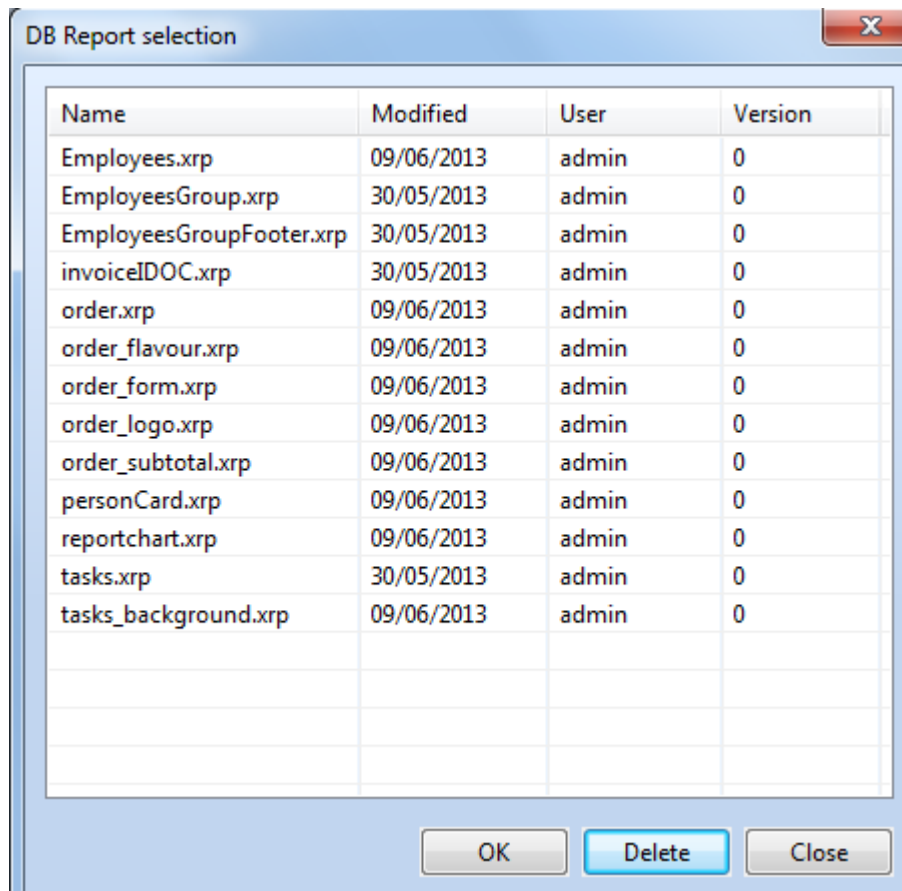 DB Report selection
Name Modified User Version
Employees.xrp 09/06/2013 admin 0
EmployeesGroup.xrp 30/05/2013 admin 0
EmployeesGroupFooter.xrp 30/05/2013 admin 0
invoiceIDOC.xrp 30/05/2013 admin 0
order.xrp 09/06/2013 admin 0
order_flavour.xrp 09/06/2013 admin 0
order_form.xrp 09/06/2013 admin 0
order_logo.xrp 09/06/2013 admin 0
order_subtotal.xrp 09/06/2013 admin 0
personCard.xrp 09/06/2013 admin 0
reportchart.xrp 09/06/2013 admin 0
tasks.xrp 30/05/2013 admin 0
tasks_background.xrp 09/06/2013 admin 0
OK Delete Close